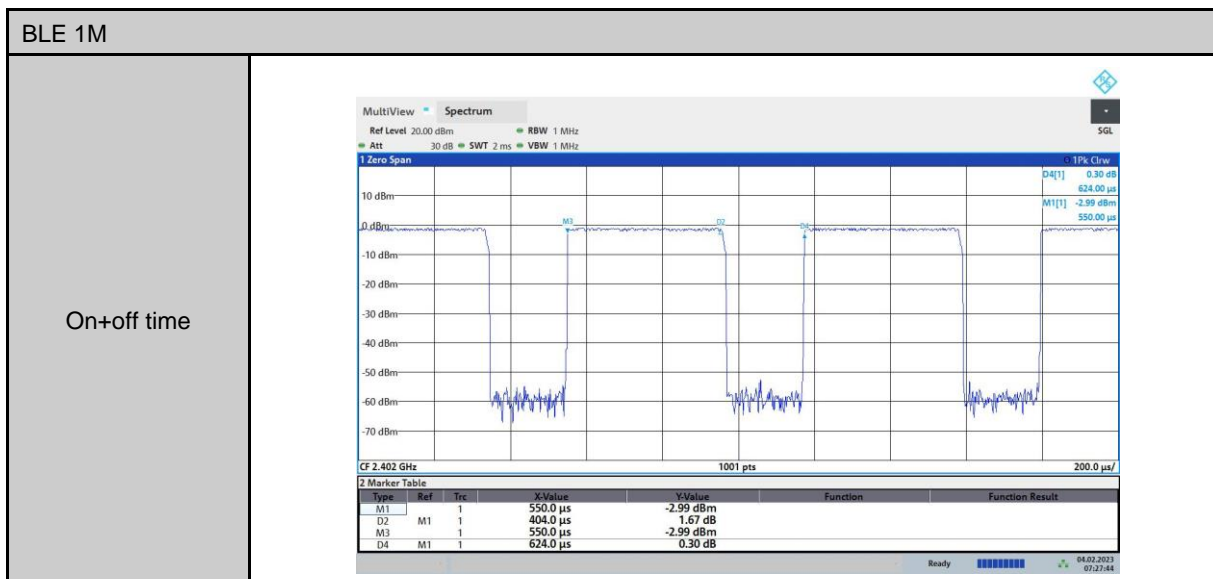 BLE 1M
On+off time
MultiView Spectrum
Ref Level 20.00 dBm RBW 1 MHz
SGL
Att 30 dB SWT 2 ms VBW 1 MHz
1 Zero Span 1Pk Clrw
D4[1] 0.30 dB
624.00 µs
M1[1] -2.99 dBm
550.00 µs
10 dBm
M3 D2 D4
0 dBm
-10 dBm
-20 dBm
-30 dBm
-40 dBm
-50 dBm
-60 dBm
-70 dBm
CF 2.402 GHz 1001 pts 200.0 µs/
2 Marker Table
Type Ref Trc X-Value Y-Value Function Function Result
M1 1 550.0 µs -2.99 dBm
D2 M1 1 404.0 µs 1.67 dB
M3 1 550.0 µs -2.99 dBm
D4 M1 1 624.0 µs 0.30 dB
Ready 04.02.2023
07:27:44